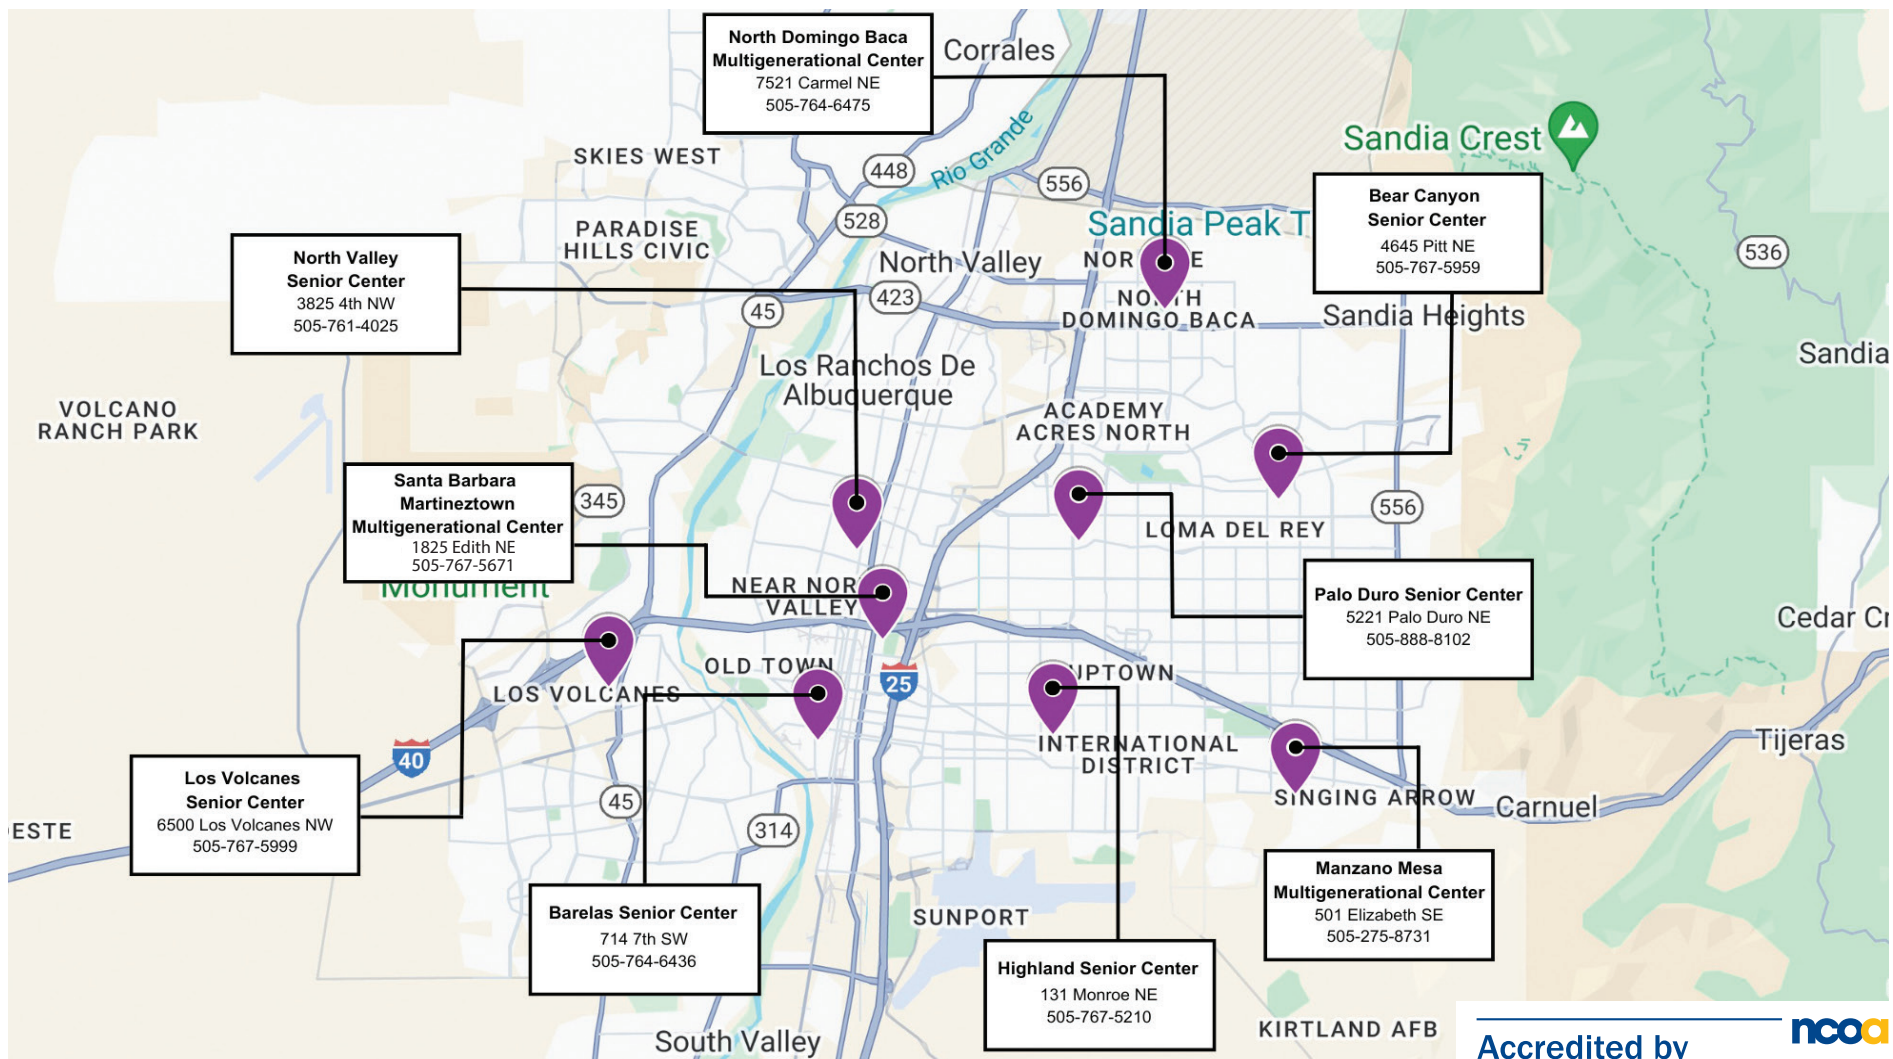 North Domingo Baca
Multigenerational Center
7521 Carmel NE
505-764-6475
Corrales
SKIES WEST
448
Rio Grande
556
Sandia Crest
Bear Canyon
Senior Center
4645 Pitt NE
505-767-5959
PARADISE
HILLS CIVIC
528
Sandia Peak T
536
North Valley
Senior Center
3825 4th NW
505-761-4025
North Valley
NOR E
423
45
NORTH
DOMINGO BACA
Sandia Heights
Sandia
Los Ranchos De
Albuquerque
VOLCANO
RANCH PARK
ACADEMY
ACRES NORTH
Santa Barbara
Martineztown
Multigenerational Center
1825 Edith NE
505-767-5671
345
556
LOMA DEL REY
Monument
NEAR NOR
VALLEY
Palo Duro Senior Center
5221 Palo Duro NE
505-888-8102
Cedar Cr
OLD TOWN
UPTOWN
25
LOS VOLCANES
INTERNATIONAL
DISTRICT
Tijeras
40
Los Volcanes
Senior Center
6500 Los Volcanes NW
505-767-5999
45
SINGING ARROW
Carnuel
ESTE
314
Manzano Mesa
Multigenerational Center
501 Elizabeth SE
505-275-8731
Barelas Senior Center
714 7th SW
505-764-6436
SUNPORT
Highland Senior Center
131 Monroe NE
505-767-5210
KIRTLAND AFB
South Valley
ncoa
Accredited by